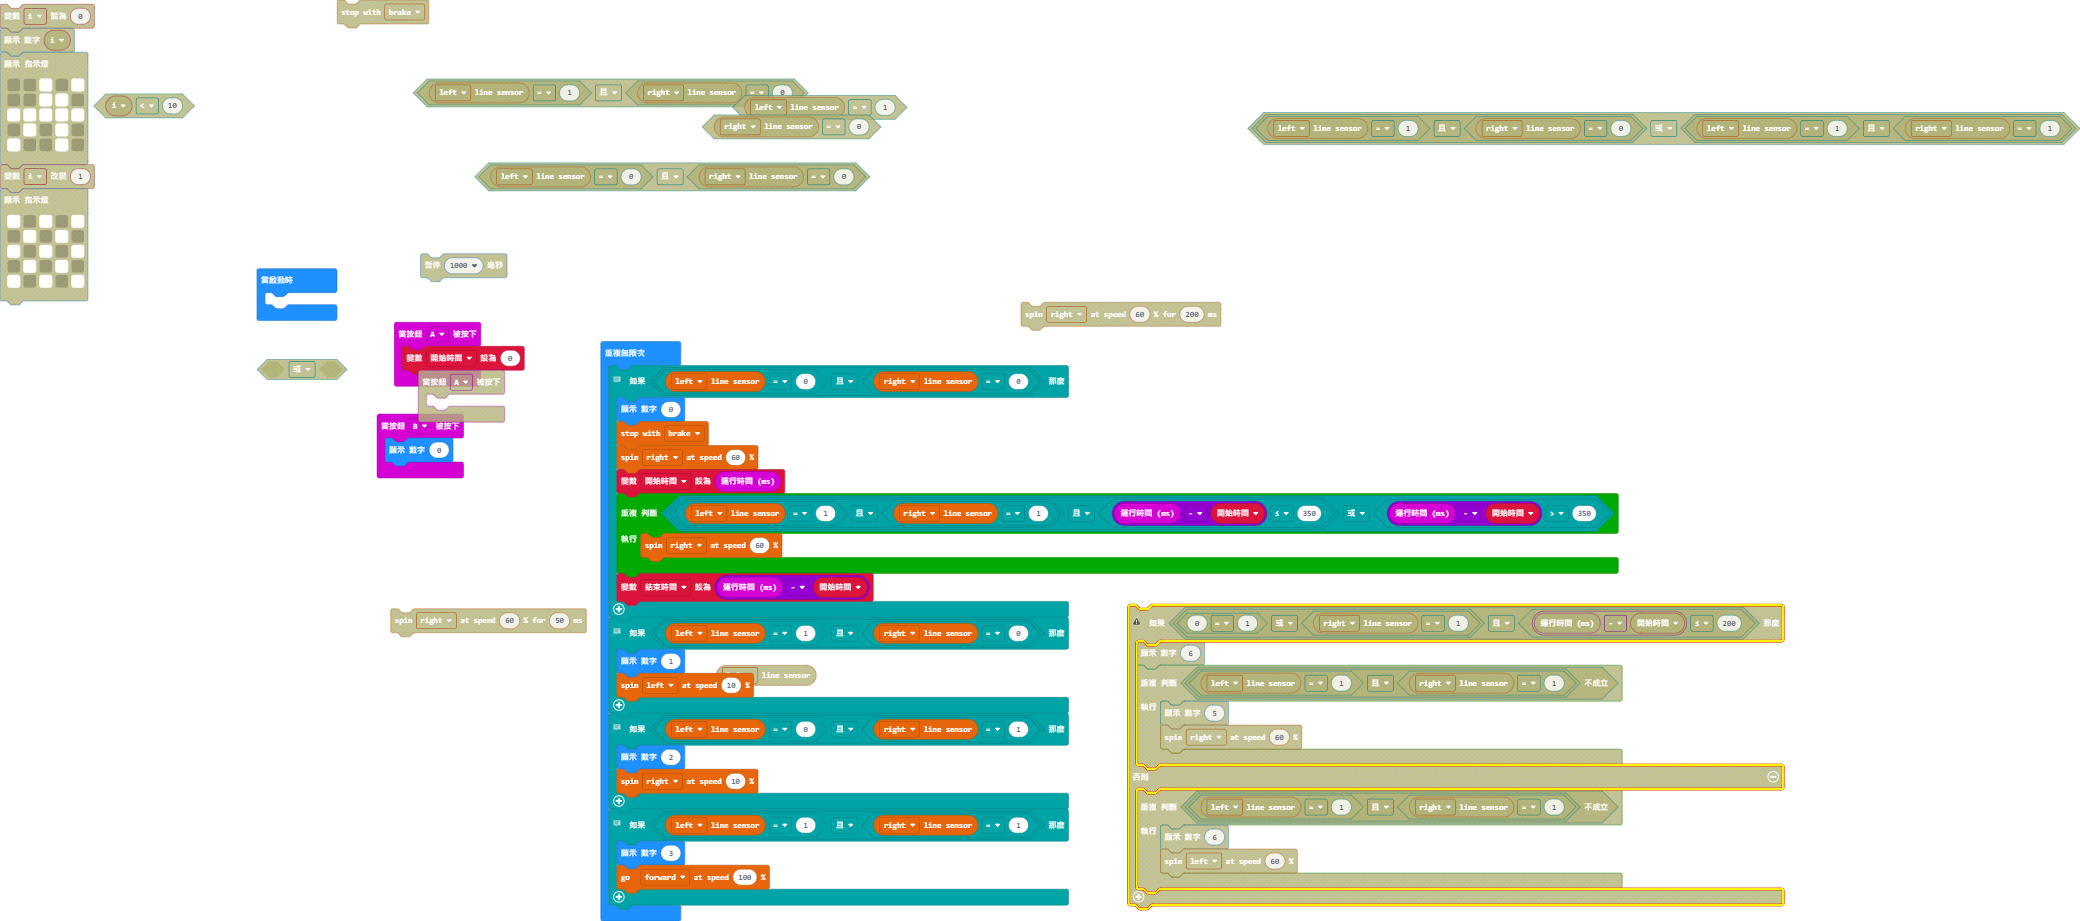 變數 i 設為 0
顯示 數字 i
顯示 指示燈
i < 10
變數 i 改變 1
顯示 指示燈
stop with brake
left line sensor = 1 且 right line sensor = 0
left line sensor = 1
right line sensor = 0
left line sensor = 0 且 right line sensor = 0
left line sensor = 1 且 right line sensor = 0 或 left line sensor = 1 且 right line sensor = 1
當啟動時
暫停 1000 毫秒
或
當按鈕 A 被按下
變數 開始時間 設為 0
當按鈕 A 被按下
當按鈕 B 被按下
顯示 數字 0
spin right at speed 60 % for 200 ms
spin right at speed 60 % for 50 ms
重複無限次
如果 left line sensor = 0 且 right line sensor = 0 那麼
顯示 數字 0
stop with brake
spin right at speed 60 %
變數 開始時間 設為 運行時間 (ms)
重複 判斷 left line sensor = 1 且 right line sensor = 1 且 運行時間 (ms) - 開始時間 ≤ 350 或 運行時間 (ms) - 開始時間 > 350
執行 spin right at speed 60 %
變數 結束時間 設為 運行時間 (ms) - 開始時間
如果 left line sensor = 1 且 right line sensor = 0 那麼
顯示 數字 1
line sensor
spin left at speed 10 %
如果 left line sensor = 0 且 right line sensor = 1 那麼
顯示 數字 2
spin right at speed 10 %
如果 left line sensor = 1 且 right line sensor = 1 那麼
顯示 數字 3
go forward at speed 100 %
如果 0 = 1 或 right line sensor = 1 且 運行時間 (ms) - 開始時間 ≤ 200 那麼
顯示 數字 6
重複 判斷 left line sensor = 1 且 right line sensor = 1 不成立
執行 顯示 數字 5
spin right at speed 60 %
否則
重複 判斷 left line sensor = 1 且 right line sensor = 1 不成立
執行 顯示 數字 6
spin left at speed 60 %